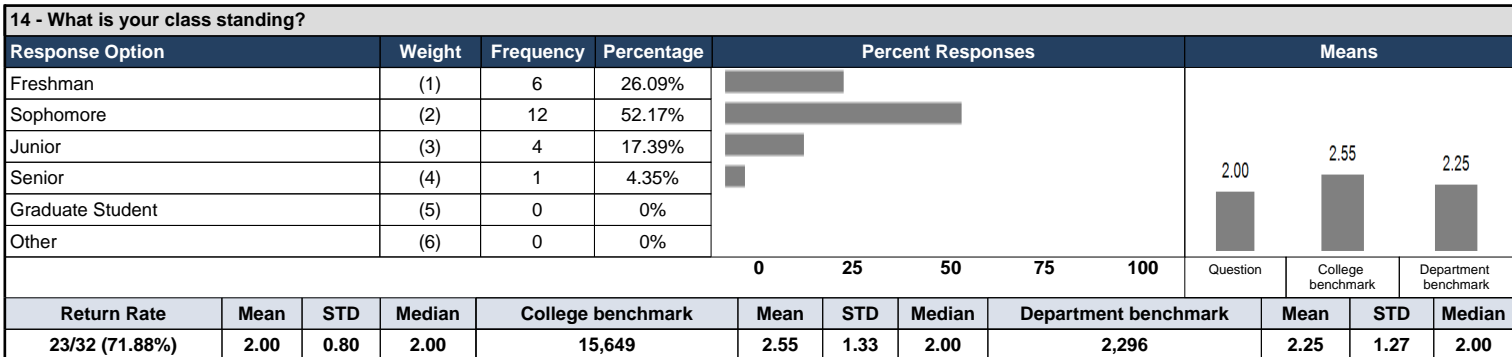 14 - What is your class standing?
Response Option Weight Frequency Percentage Percent Responses Means
Freshman (1) 6 26.09%
Sophomore (2) 12 52.17%
Junior (3) 4 17.39%
Senior (4) 1 4.35%
Graduate Student (5) 0 0%
Other (6) 0 0%
2.00 2.55 2.25
0 25 50 75 100
Question College benchmark Department benchmark
Return Rate Mean STD Median College benchmark Mean STD Median Department benchmark Mean STD Median
23/32 (71.88%) 2.00 0.80 2.00 15,649 2.55 1.33 2.00 2,296 2.25 1.27 2.00